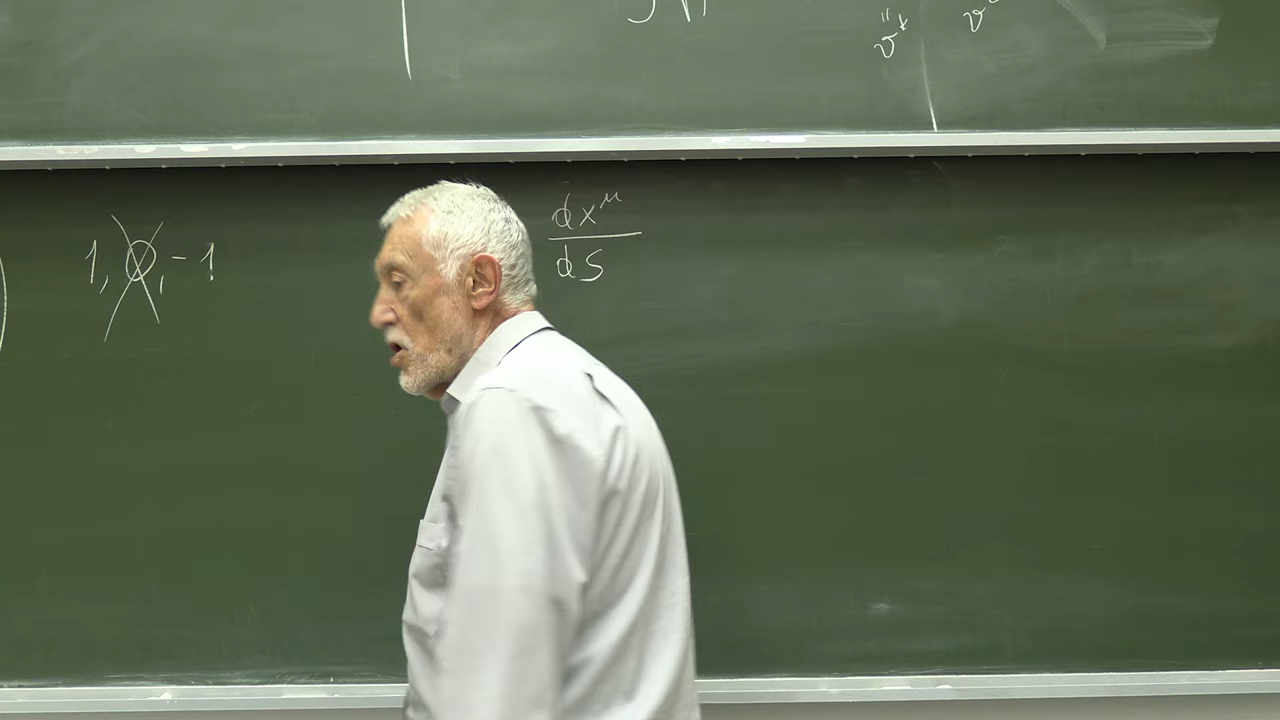 v* v
1, 0, -1
dx^μ
ds